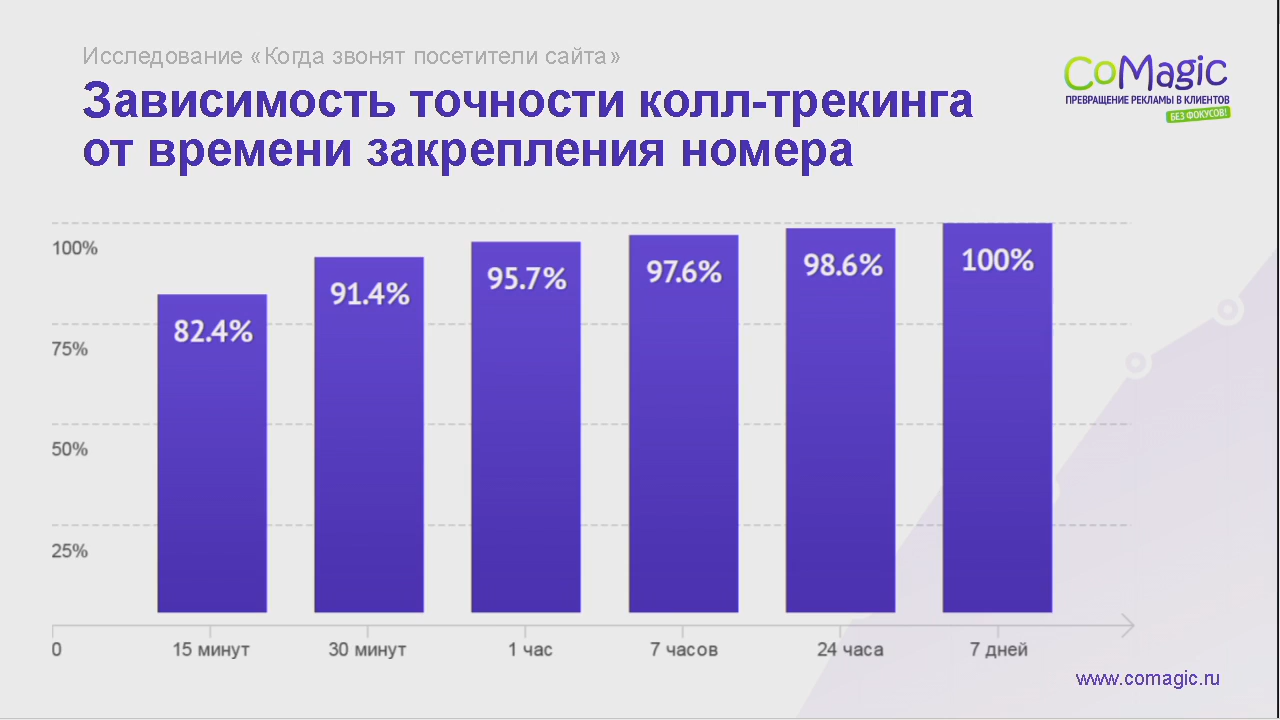 Исследование «Когда звонят посетители сайта»
Зависимость точности колл-трекинга
от времени закрепления номера
CoMagic
ПРЕВРАЩЕНИЕ РЕКЛАМЫ В КЛИЕНТОВ
БЕЗ ФОКУСОВ!
100%
75%
50%
25%
82.4%
91.4%
95.7%
97.6%
98.6%
100%
0
15 минут
30 минут
1 час
7 часов
24 часа
7 дней
www.comagic.ru